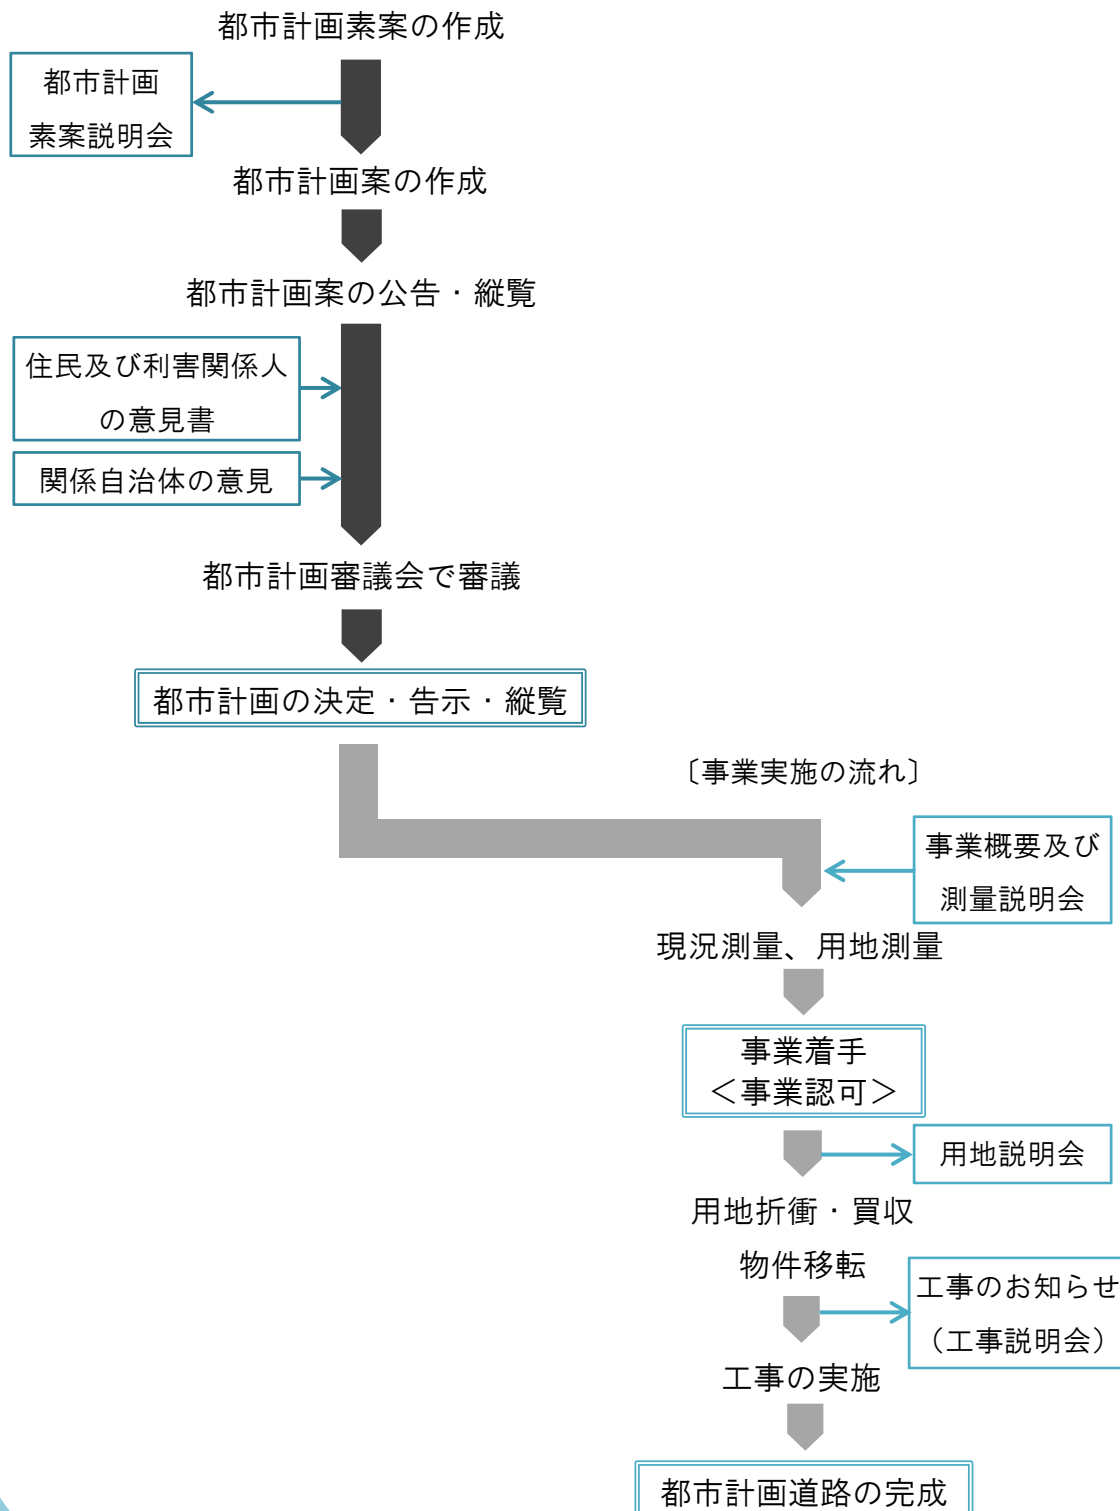 都市計画素案の作成
都市計画
素案説明会
都市計画案の作成
都市計画案の公告・縦覧
住民及び利害関係人
の意見書
関係自治体の意見
都市計画審議会で審議
都市計画の決定・告示・縦覧
〔事業実施の流れ〕
事業概要及び
測量説明会
現況測量、用地測量
事業着手
＜事業認可＞
用地説明会
用地折衝・買収
物件移転
工事のお知らせ
（工事説明会）
工事の実施
都市計画道路の完成